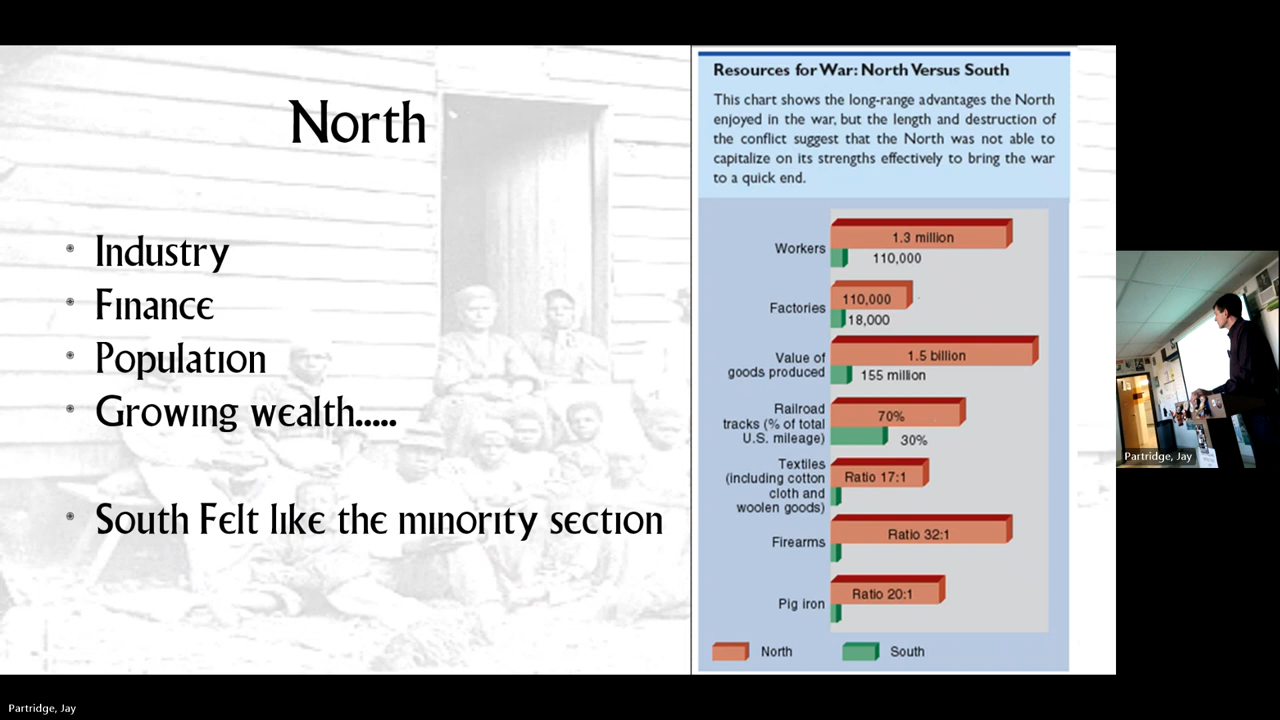 North
Industry
Finance
Population
Growing wealth.....
South Felt like the minority section
Resources for War: North Versus South
This chart shows the long-range advantages the North
enjoyed in the war, but the length and destruction of
the conflict suggest that the North was not able to
capitalize on its strengths effectively to bring the war
to a quick end.
Workers
1.3 million
110,000
Factories
110,000
18,000
Value of
goods produced
1.5 billion
155 million
Railroad
tracks (% of total
U.S. mileage)
70%
30%
Textiles
(including cotton
cloth and
woolen goods)
Ratio 17:1
Firearms
Ratio 32:1
Pig iron
Ratio 20:1
North
South
Partridge, Jay
Partridge, Jay